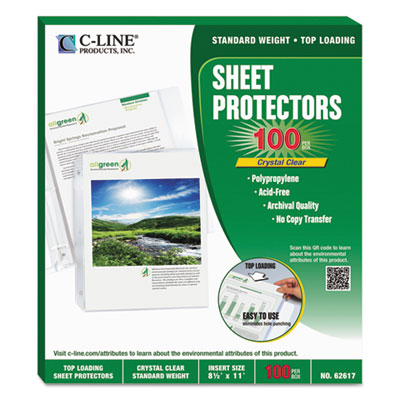 C-LINE®
PRODUCTS, INC.
STANDARD WEIGHT • TOP LOADING
SHEET
PROTECTORS
100 PER BOX
Crystal Clear
• Polypropylene
• Acid-Free
• Archival Quality
• No Copy Transfer
allgreen
Bright Springs Reclamation Proposal
allgreen
Scan this QR code to learn
about the environmental
attributes of this product.
TOP LOADING
EASY TO USE
eliminates hole punching
Visit c-line.com/attributes to learn about the environmental attributes of this product.
TOP LOADING
SHEET PROTECTORS
CRYSTAL CLEAR
STANDARD WEIGHT
INSERT SIZE
8½" x 11"
100 PER BOX
NO. 62617